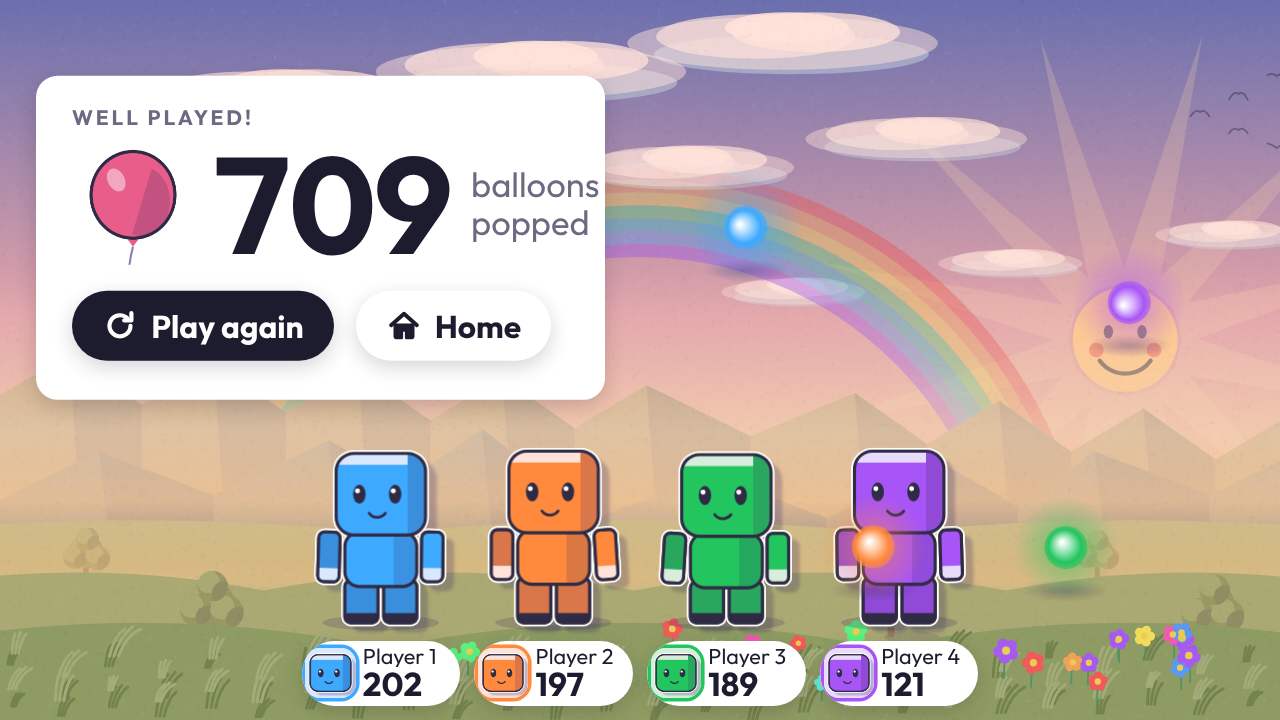 WELL PLAYED!
709
balloons
popped
Play again
Home
Player 1
202
Player 2
197
Player 3
189
Player 4
121